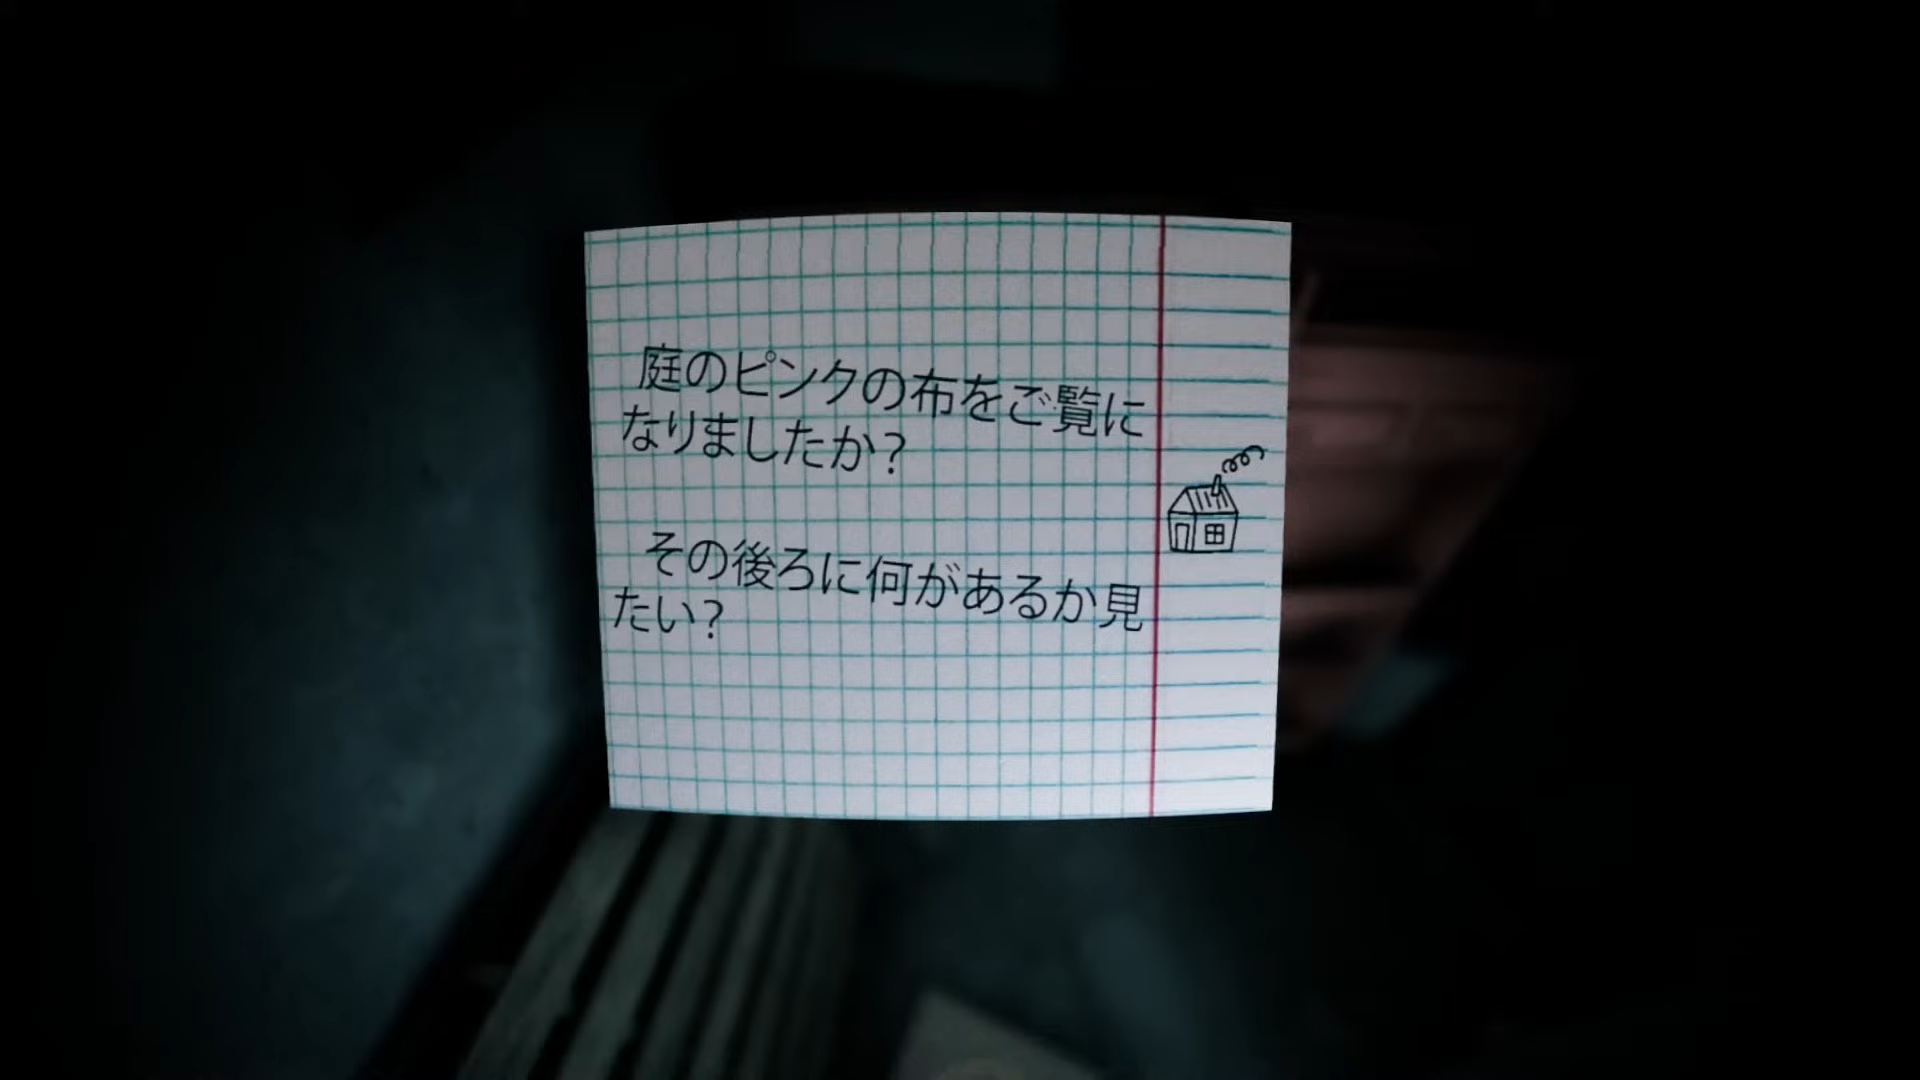 庭のピンクの布をご覧に
なりましたか?
その後ろに何があるか見
たい?